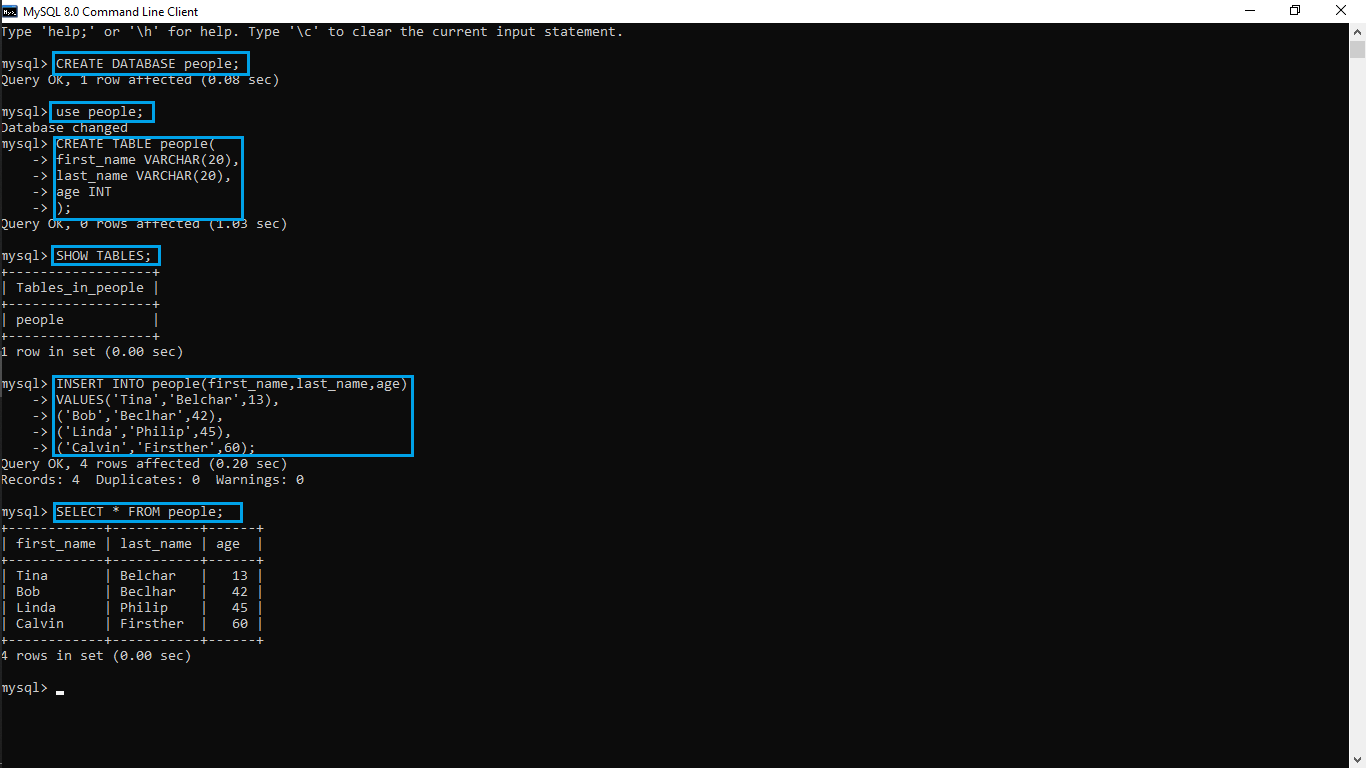 MySQL 8.0 Command Line Client
Type 'help;' or '\h' for help. Type '\c' to clear the current input statement.
mysql> CREATE DATABASE people;
Query OK, 1 row affected (0.08 sec)
mysql> use people;
Database changed
mysql> CREATE TABLE people(
    -> first_name VARCHAR(20),
    -> last_name VARCHAR(20),
    -> age INT
    -> );
Query OK, 0 rows affected (1.03 sec)
mysql> SHOW TABLES;
+------------------+
| Tables_in_people |
+------------------+
| people           |
+------------------+
1 row in set (0.00 sec)
mysql> INSERT INTO people(first_name,last_name,age)
    -> VALUES('Tina','Belchar',13),
    -> ('Bob','Beclhar',42),
    -> ('Linda','Philip',45),
    -> ('Calvin','Firsther',60);
Query OK, 4 rows affected (0.20 sec)
Records: 4  Duplicates: 0  Warnings: 0
mysql> SELECT * FROM people;
+------------+-----------+------+
| first_name | last_name | age  |
+------------+-----------+------+
| Tina       | Belchar   |   13 |
| Bob        | Beclhar   |   42 |
| Linda      | Philip    |   45 |
| Calvin     | Firsther  |   60 |
+------------+-----------+------+
4 rows in set (0.00 sec)
mysql>